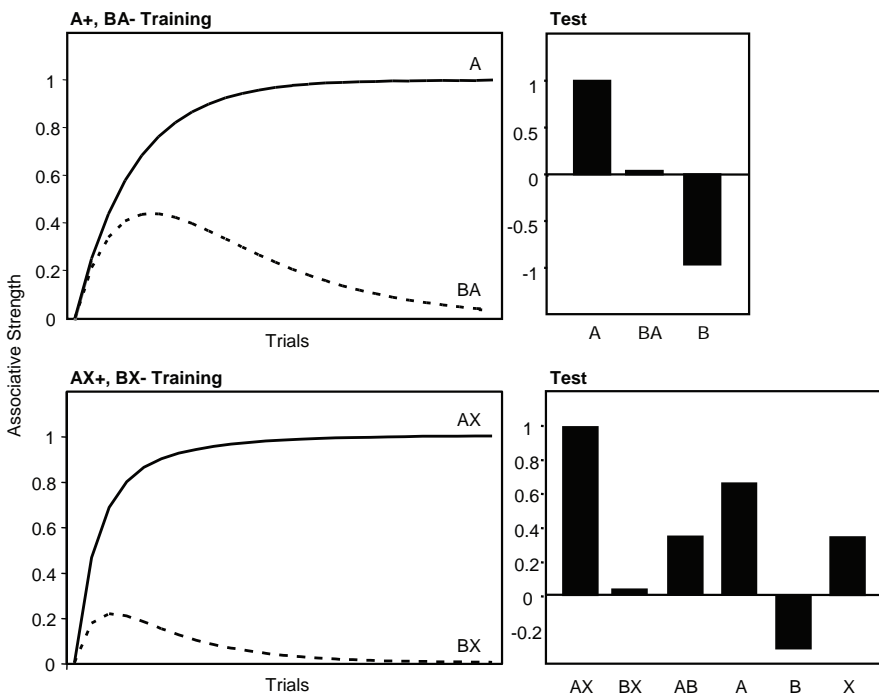 A+, BA- Training
1
0.8
0.6
0.4
0.2
0
A
BA
Trials
Test
1
0.5
0
-0.5
-1
A BA B
Associative Strength
AX+, BX- Training
1
0.8
0.6
0.4
0.2
0
AX
BX
Trials
Test
1
0.8
0.6
0.4
0.2
0
-0.2
AX BX AB A B X